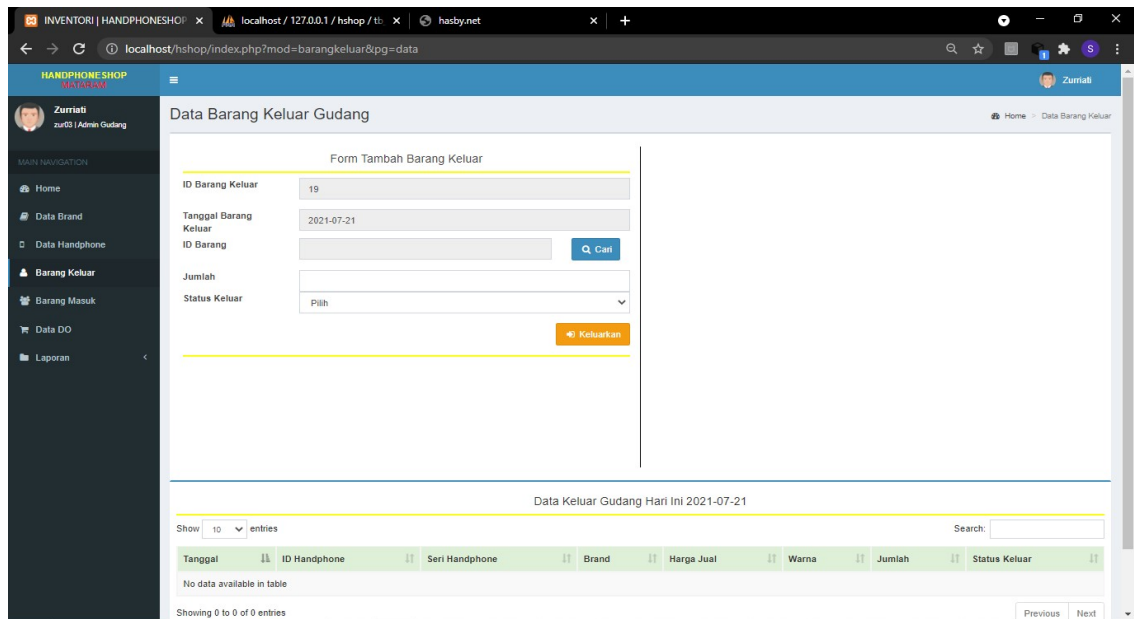 INVENTORI | HANDPHONESHOP
localhost / 127.0.0.1 / hshop / tb
hasby.net
localhost/hshop/index.php?mod=barangkeluar&pg=data
1
S
HANDPHONESHOP
MATARAM
Zurriati
Zurriati
zur03 | Admin Gudang
Data Barang Keluar Gudang
Home > Data Barang Keluar
MAIN NAVIGATION
Home
Data Brand
Data Handphone
Barang Keluar
Barang Masuk
Data DO
Laporan
Form Tambah Barang Keluar
ID Barang Keluar
19
Tanggal Barang
Keluar
2021-07-21
ID Barang
Cari
Jumlah
Status Keluar
Pilih
Keluarkan
Data Keluar Gudang Hari Ini 2021-07-21
Show 10 entries
Search:
Tanggal ID Handphone Seri Handphone Brand Harga Jual Warna Jumlah Status Keluar
No data available in table
Showing 0 to 0 of 0 entries
Previous Next